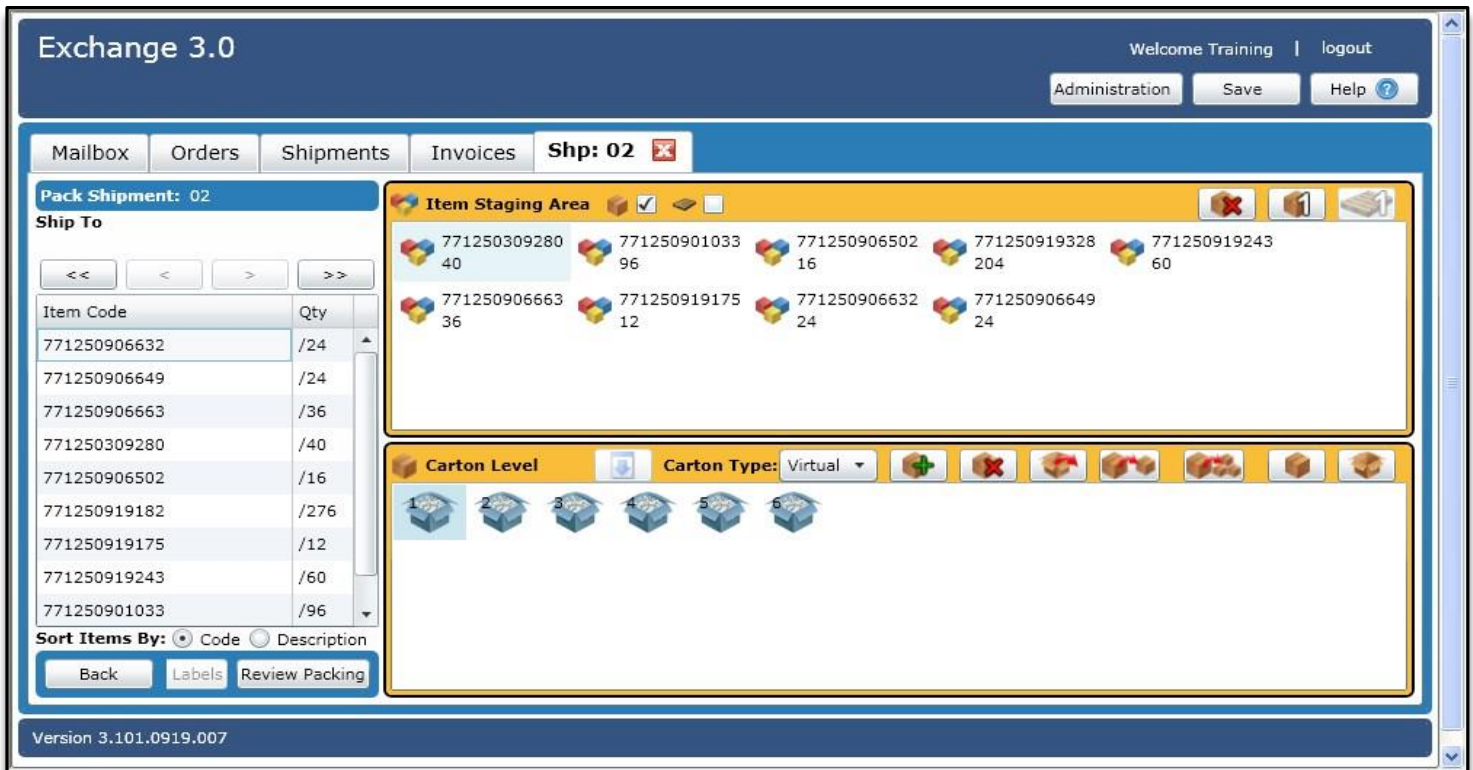 Exchange 3.0
Welcome Training | logout
Administration Save Help ?
Mailbox Orders Shipments Invoices Shp: 02
Pack Shipment: 02
Ship To
<< < > >>
Item Code Qty
771250906632 /24
771250906649 /24
771250906663 /36
771250309280 /40
771250906502 /16
771250919182 /276
771250919175 /12
771250919243 /60
771250901033 /96
Sort Items By: Code Description
Back Labels Review Packing
Item Staging Area 1 1
771250309280 771250901033 771250906502 771250919328 771250919243
40 96 16 204 60
771250906663 771250919175 771250906632 771250906649
36 12 24 24
Carton Level Carton Type: Virtual
1 2 3 4 5 6
Version 3.101.0919.007